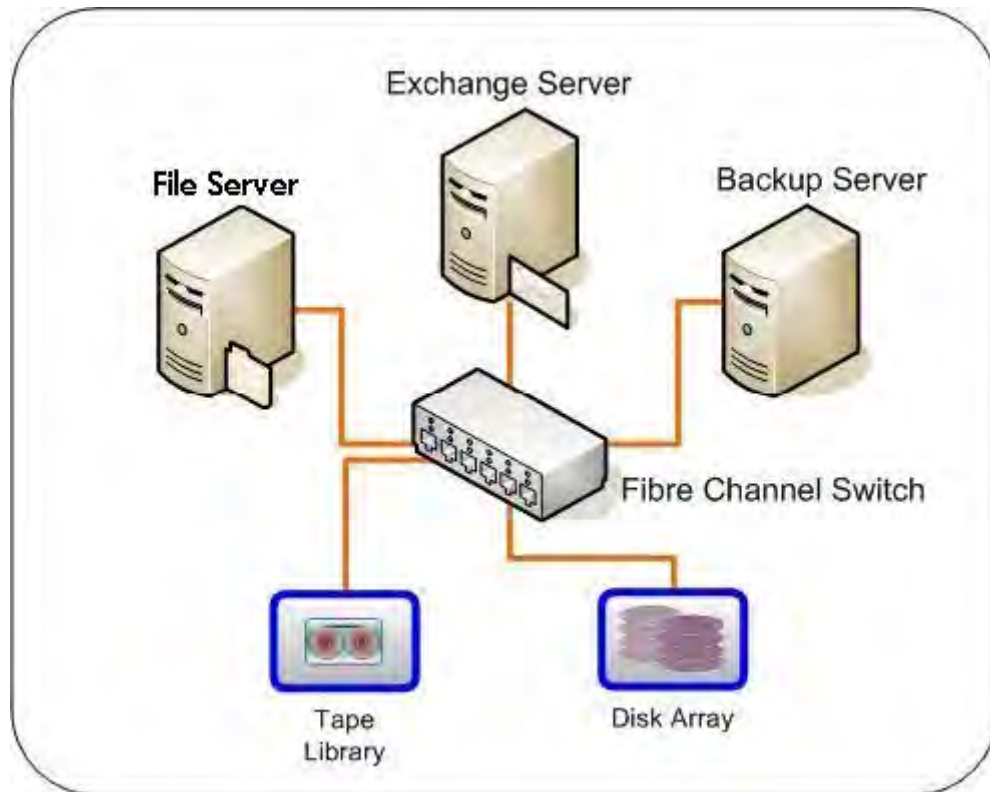 Exchange Server
File Server
Backup Server
Fibre Channel Switch
Tape
Library
Disk Array